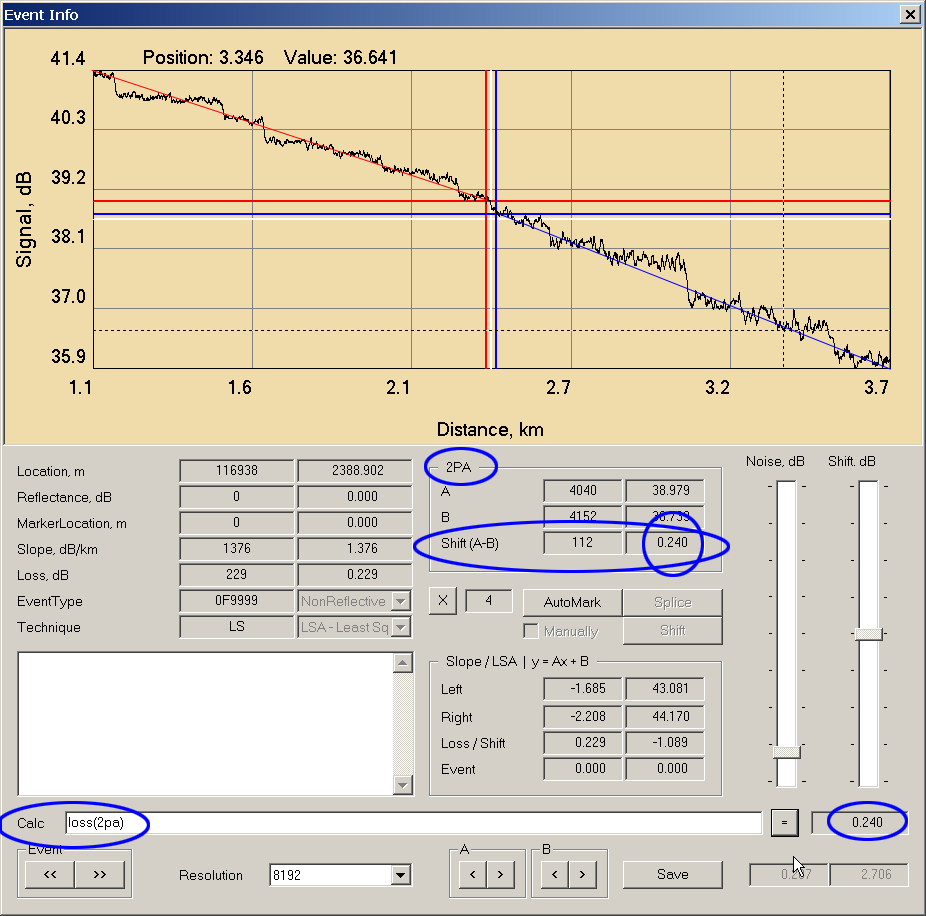 Event Info
41.4 Position: 3.346 Value: 36.641
40.3
39.2
38.1
37.0
35.9
Signal, dB
1.1 1.6 2.1 2.7 3.2 3.7
Distance, km
Location, m 116938 2388.902
Reflectance, dB 0 0.000
MarkerLocation, m 0 0.000
Slope, dB/km 1376 1.376
Loss, dB 229 0.229
EventType 0F9999 NonReflective
Technique LS LSA - Least Sq
2PA
A 4040 38.979
B 4152 38.739
Shift (A-B) 112 0.240
X 4 AutoMark Splice
Manually Shift
Slope / LSA | y = Ax + B
Left -1.685 43.081
Right -2.208 44.170
Loss / Shift 0.229 -1.089
Event 0.000 0.000
Noise, dB Shift. dB
Calc loss(2pa) = 0.240
Event
<< >>
Resolution 8192
A
< >
B
< >
Save
2.706